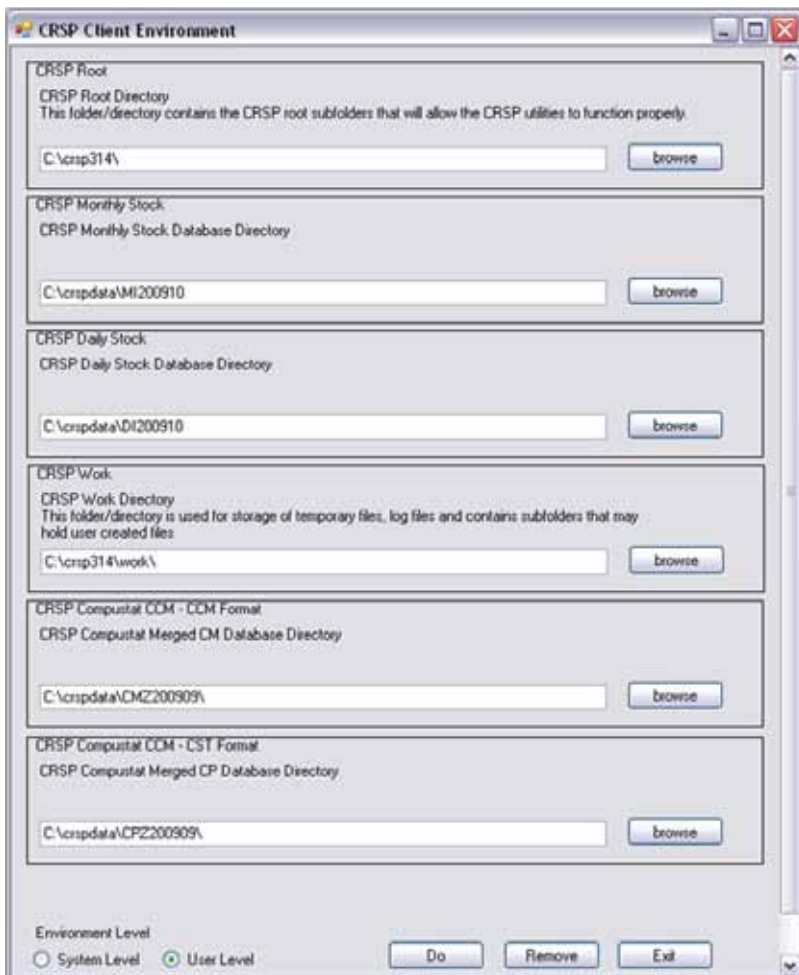 CRSP Client Environment
CRSP Root
CRSP Root Directory
This folder/directory contains the CRSP root subfolders that will allow the CRSP utilities to function properly.
C:\crsp314\
browse
CRSP Monthly Stock
CRSP Monthly Stock Database Directory
C:\crspdata\MI200910
browse
CRSP Daily Stock
CRSP Daily Stock Database Directory
C:\crspdata\DI200910
browse
CRSP Work
CRSP Work Directory
This folder/directory is used for storage of temporary files, log files and contains subfolders that may
hold user created files
C:\crsp314\work\
browse
CRSP Compustat CCM - CCM Format
CRSP Compustat Merged CM Database Directory
C:\crspdata\CMZ200909\
browse
CRSP Compustat CCM - CST Format
CRSP Compustat Merged CP Database Directory
C:\crspdata\CPZ200909\
browse
Environment Level
System Level User Level Do Remove Exit